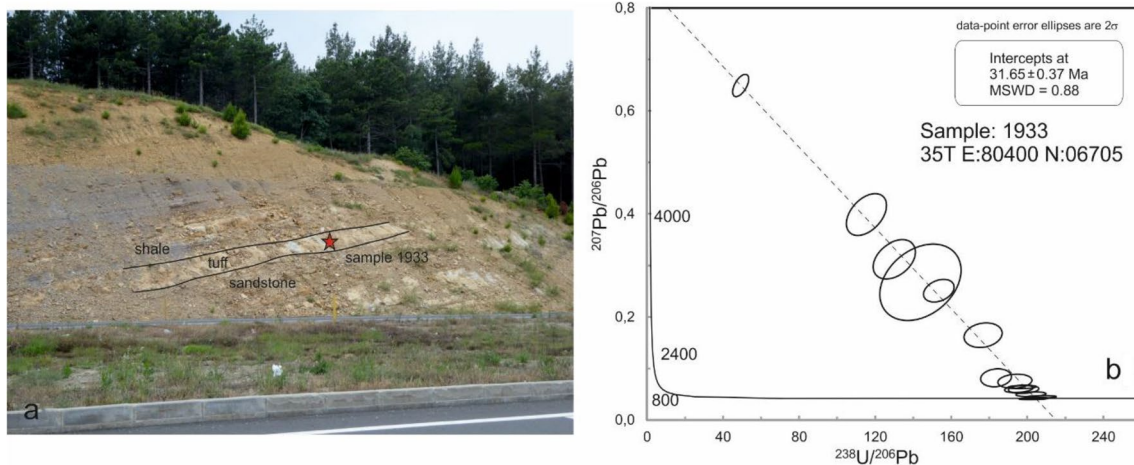 shale
tuff
sandstone
sample 1933
a
data-point error ellipses are 2σ
Intercepts at
31.65±0.37 Ma
MSWD = 0.88
Sample: 1933
35T E:80400 N:06705
²⁰⁷Pb/²⁰⁶Pb
0,8
0,6
0,4
0,2
0,0
4000
2400
800
b
0 40 80 120 160 200 240
²³⁸U/²⁰⁶Pb